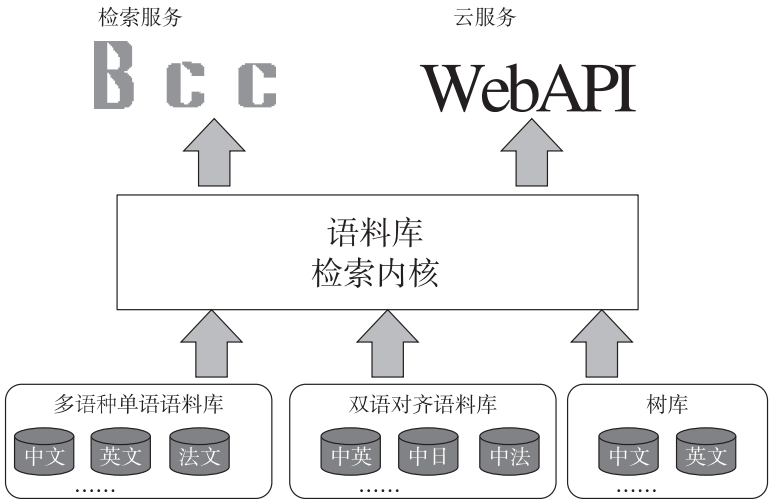 检索服务 云服务
Bcc WebAPI
语料库
检索内核
多语种单语语料库 双语对齐语料库 树库
中文 英文 法文 中英 中日 中法 中文 英文
…… …… ……